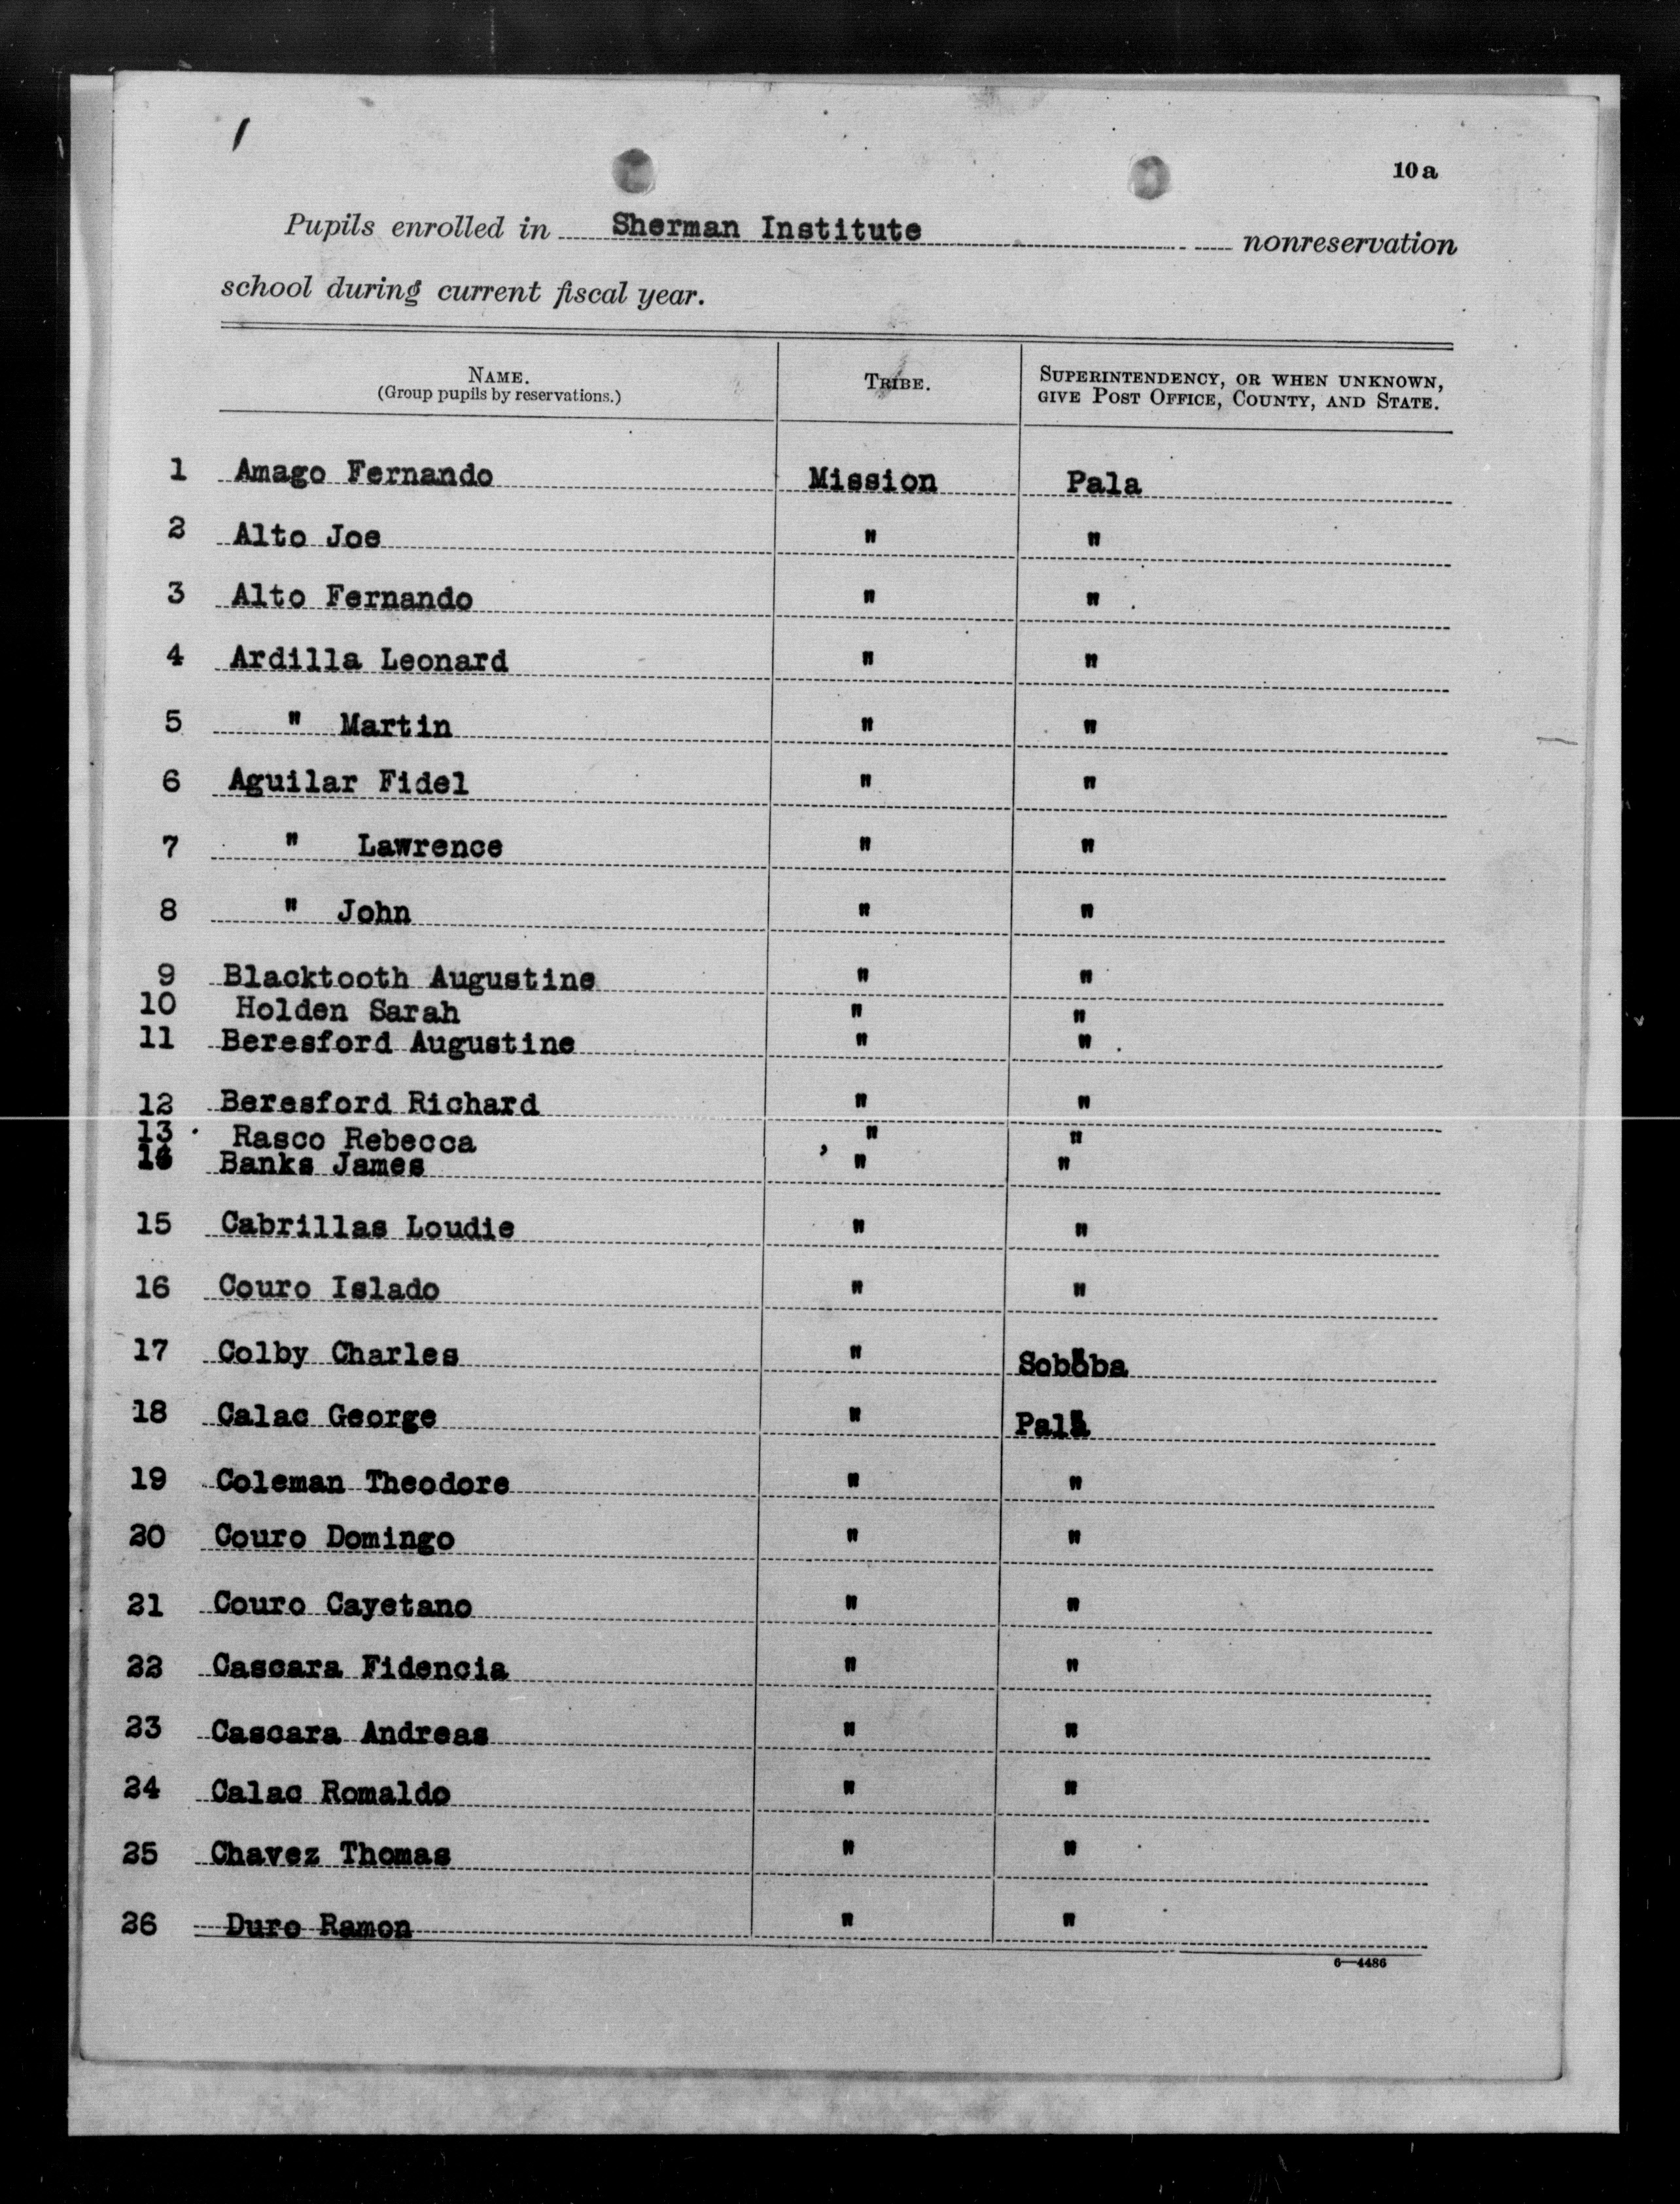 1
10a
Pupils enrolled in Sherman Institute nonreservation
school during current fiscal year.
NAME. (Group pupils by reservations.) TRIBE. SUPERINTENDENCY, OR WHEN UNKNOWN, GIVE POST OFFICE, COUNTY, AND STATE.
1 Amago Fernando Mission Pala
2 Alto Joe " "
3 Alto Fernando " "
4 Ardilla Leonard " "
5 " Martin " "
6 Aguilar Fidel " "
7 " Lawrence " "
8 " John " "
9 Blacktooth Augustine " "
10 Holden Sarah " "
11 Beresford Augustine " "
12 Beresford Richard " "
13 Rasco Rebecca " "
14 Banks James " "
15 Cabrillas Loudie " "
16 Couro Islado " "
17 Colby Charles " Soboba
18 Calac George " Pala
19 Coleman Theodore " "
20 Couro Domingo " "
21 Couro Cayetano " "
22 Cascara Fidencia " "
23 Cascara Andreas " "
24 Calac Romaldo " "
25 Chavez Thomas " "
26 Duro Ramon " "
6—4486